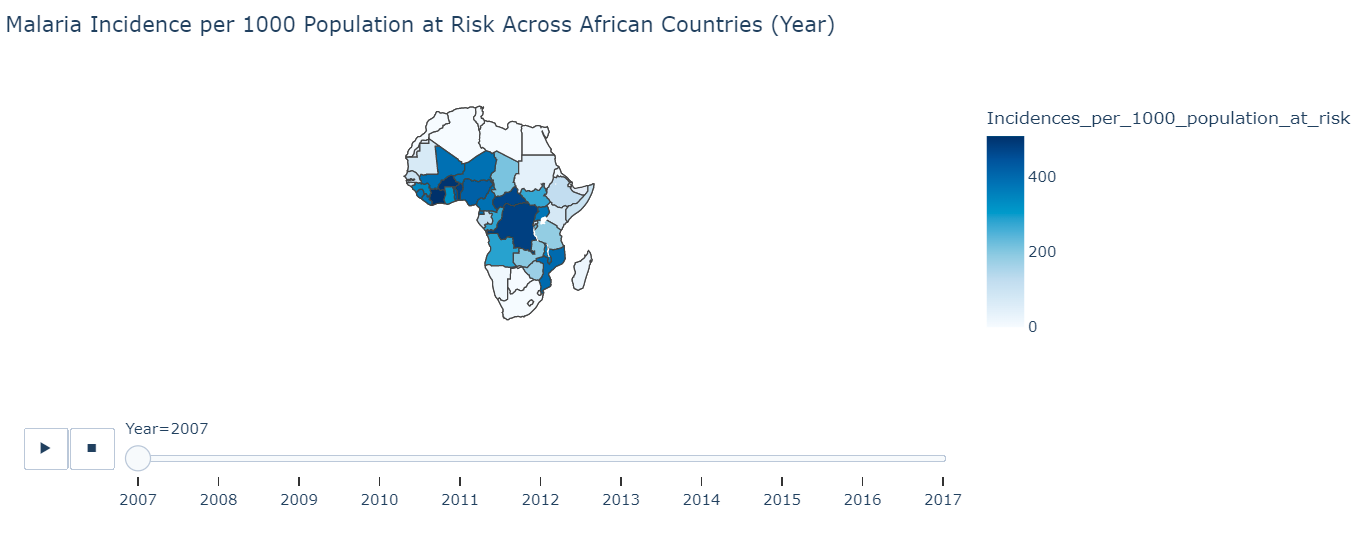 Malaria Incidence per 1000 Population at Risk Across African Countries (Year)
Incidences_per_1000_population_at_risk
400
200
0
Year=2007
2007 2008 2009 2010 2011 2012 2013 2014 2015 2016 2017